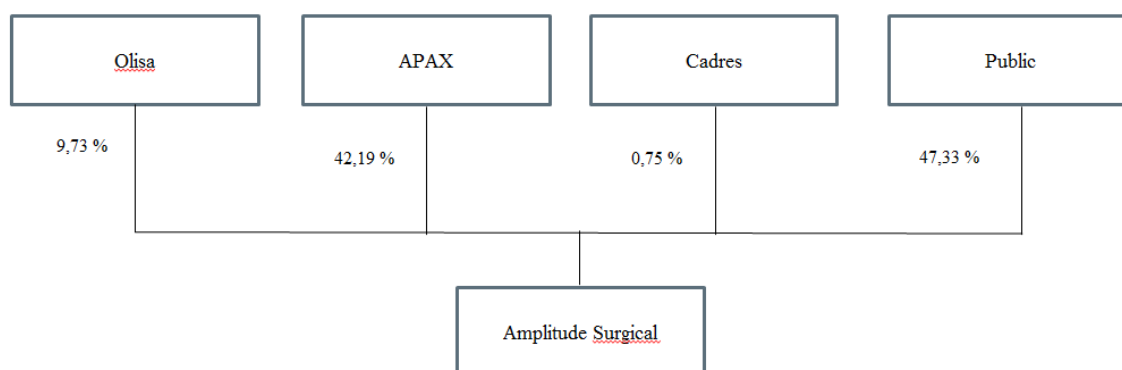 Olisa
APAX
Cadres
Public
9,73 %
42,19 %
0,75 %
47,33 %
Amplitude Surgical